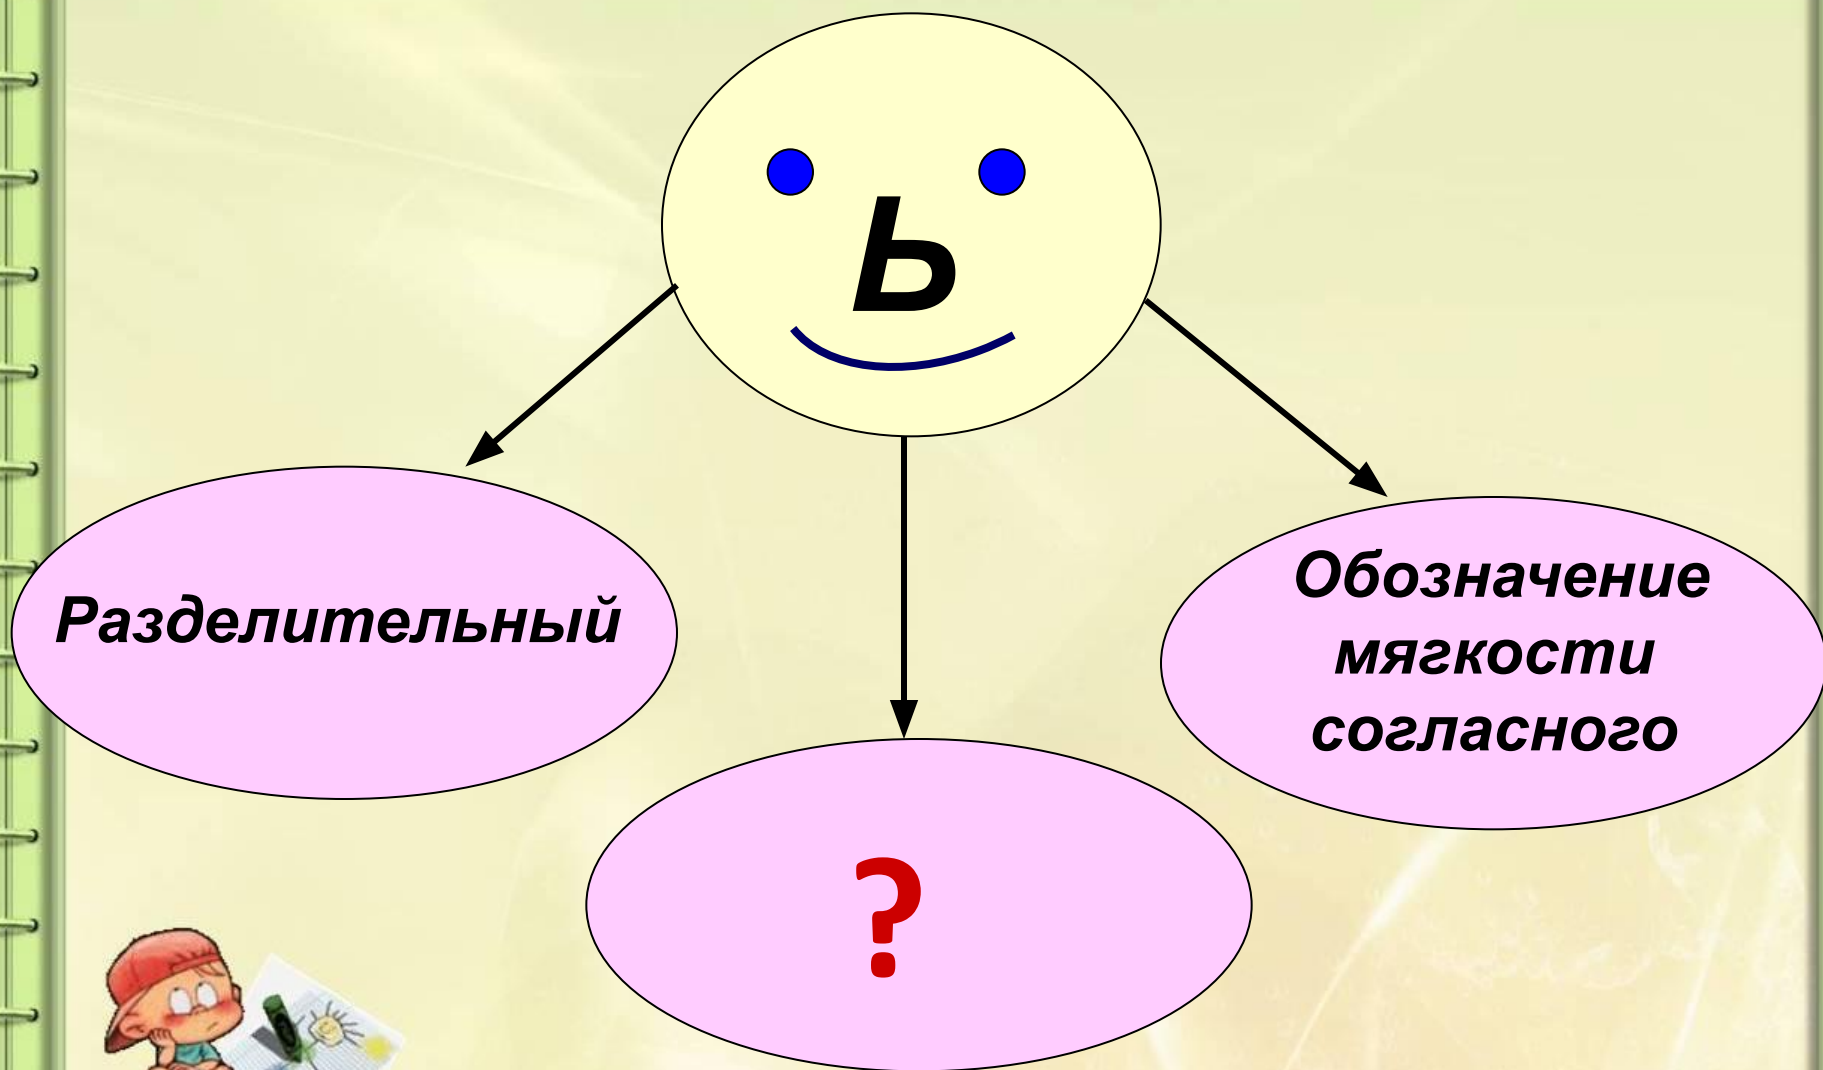 Ь
Разделительный
Обозначение
мягкости
согласного
?